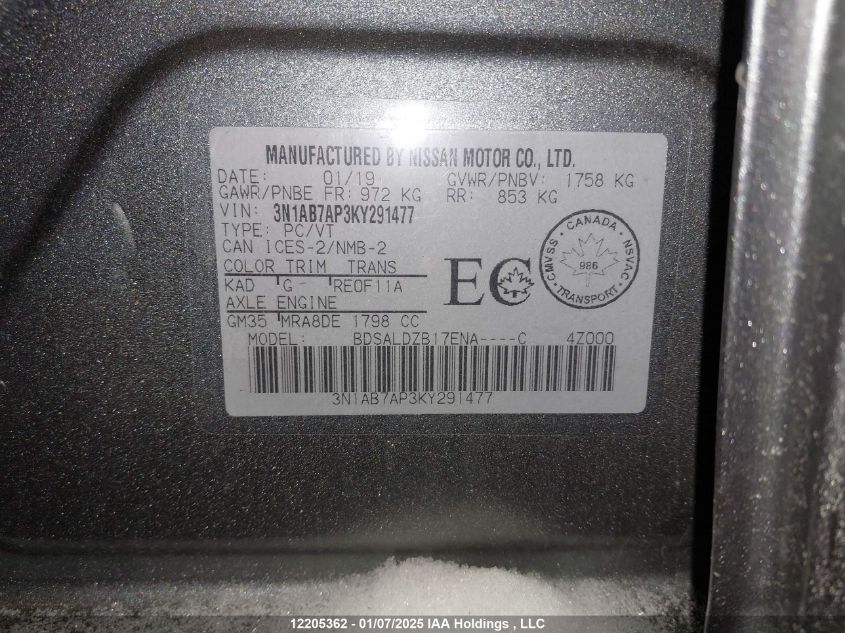 MANUFACTURED BY NISSAN MOTOR CO., LTD.
DATE: 01/19 GVWR/PNBV: 1758 KG
GAWR/PNBE FR: 972 KG RR: 853 KG
VIN: 3N1AB7AP3KY291477
TYPE: PC/VT
CAN ICES-2/NMB-2
COLOR TRIM TRANS
KAD G RE0F11A
AXLE ENGINE
GM35 MRA8DE 1798 CC
EC
CANADA
CMVSS NSVAC
986
TRANSPORT
MODEL: BDSALDZB17ENA----C 4Z000
3N1AB7AP3KY291477
12205362 - 01/07/2025 IAA Holdings , LLC